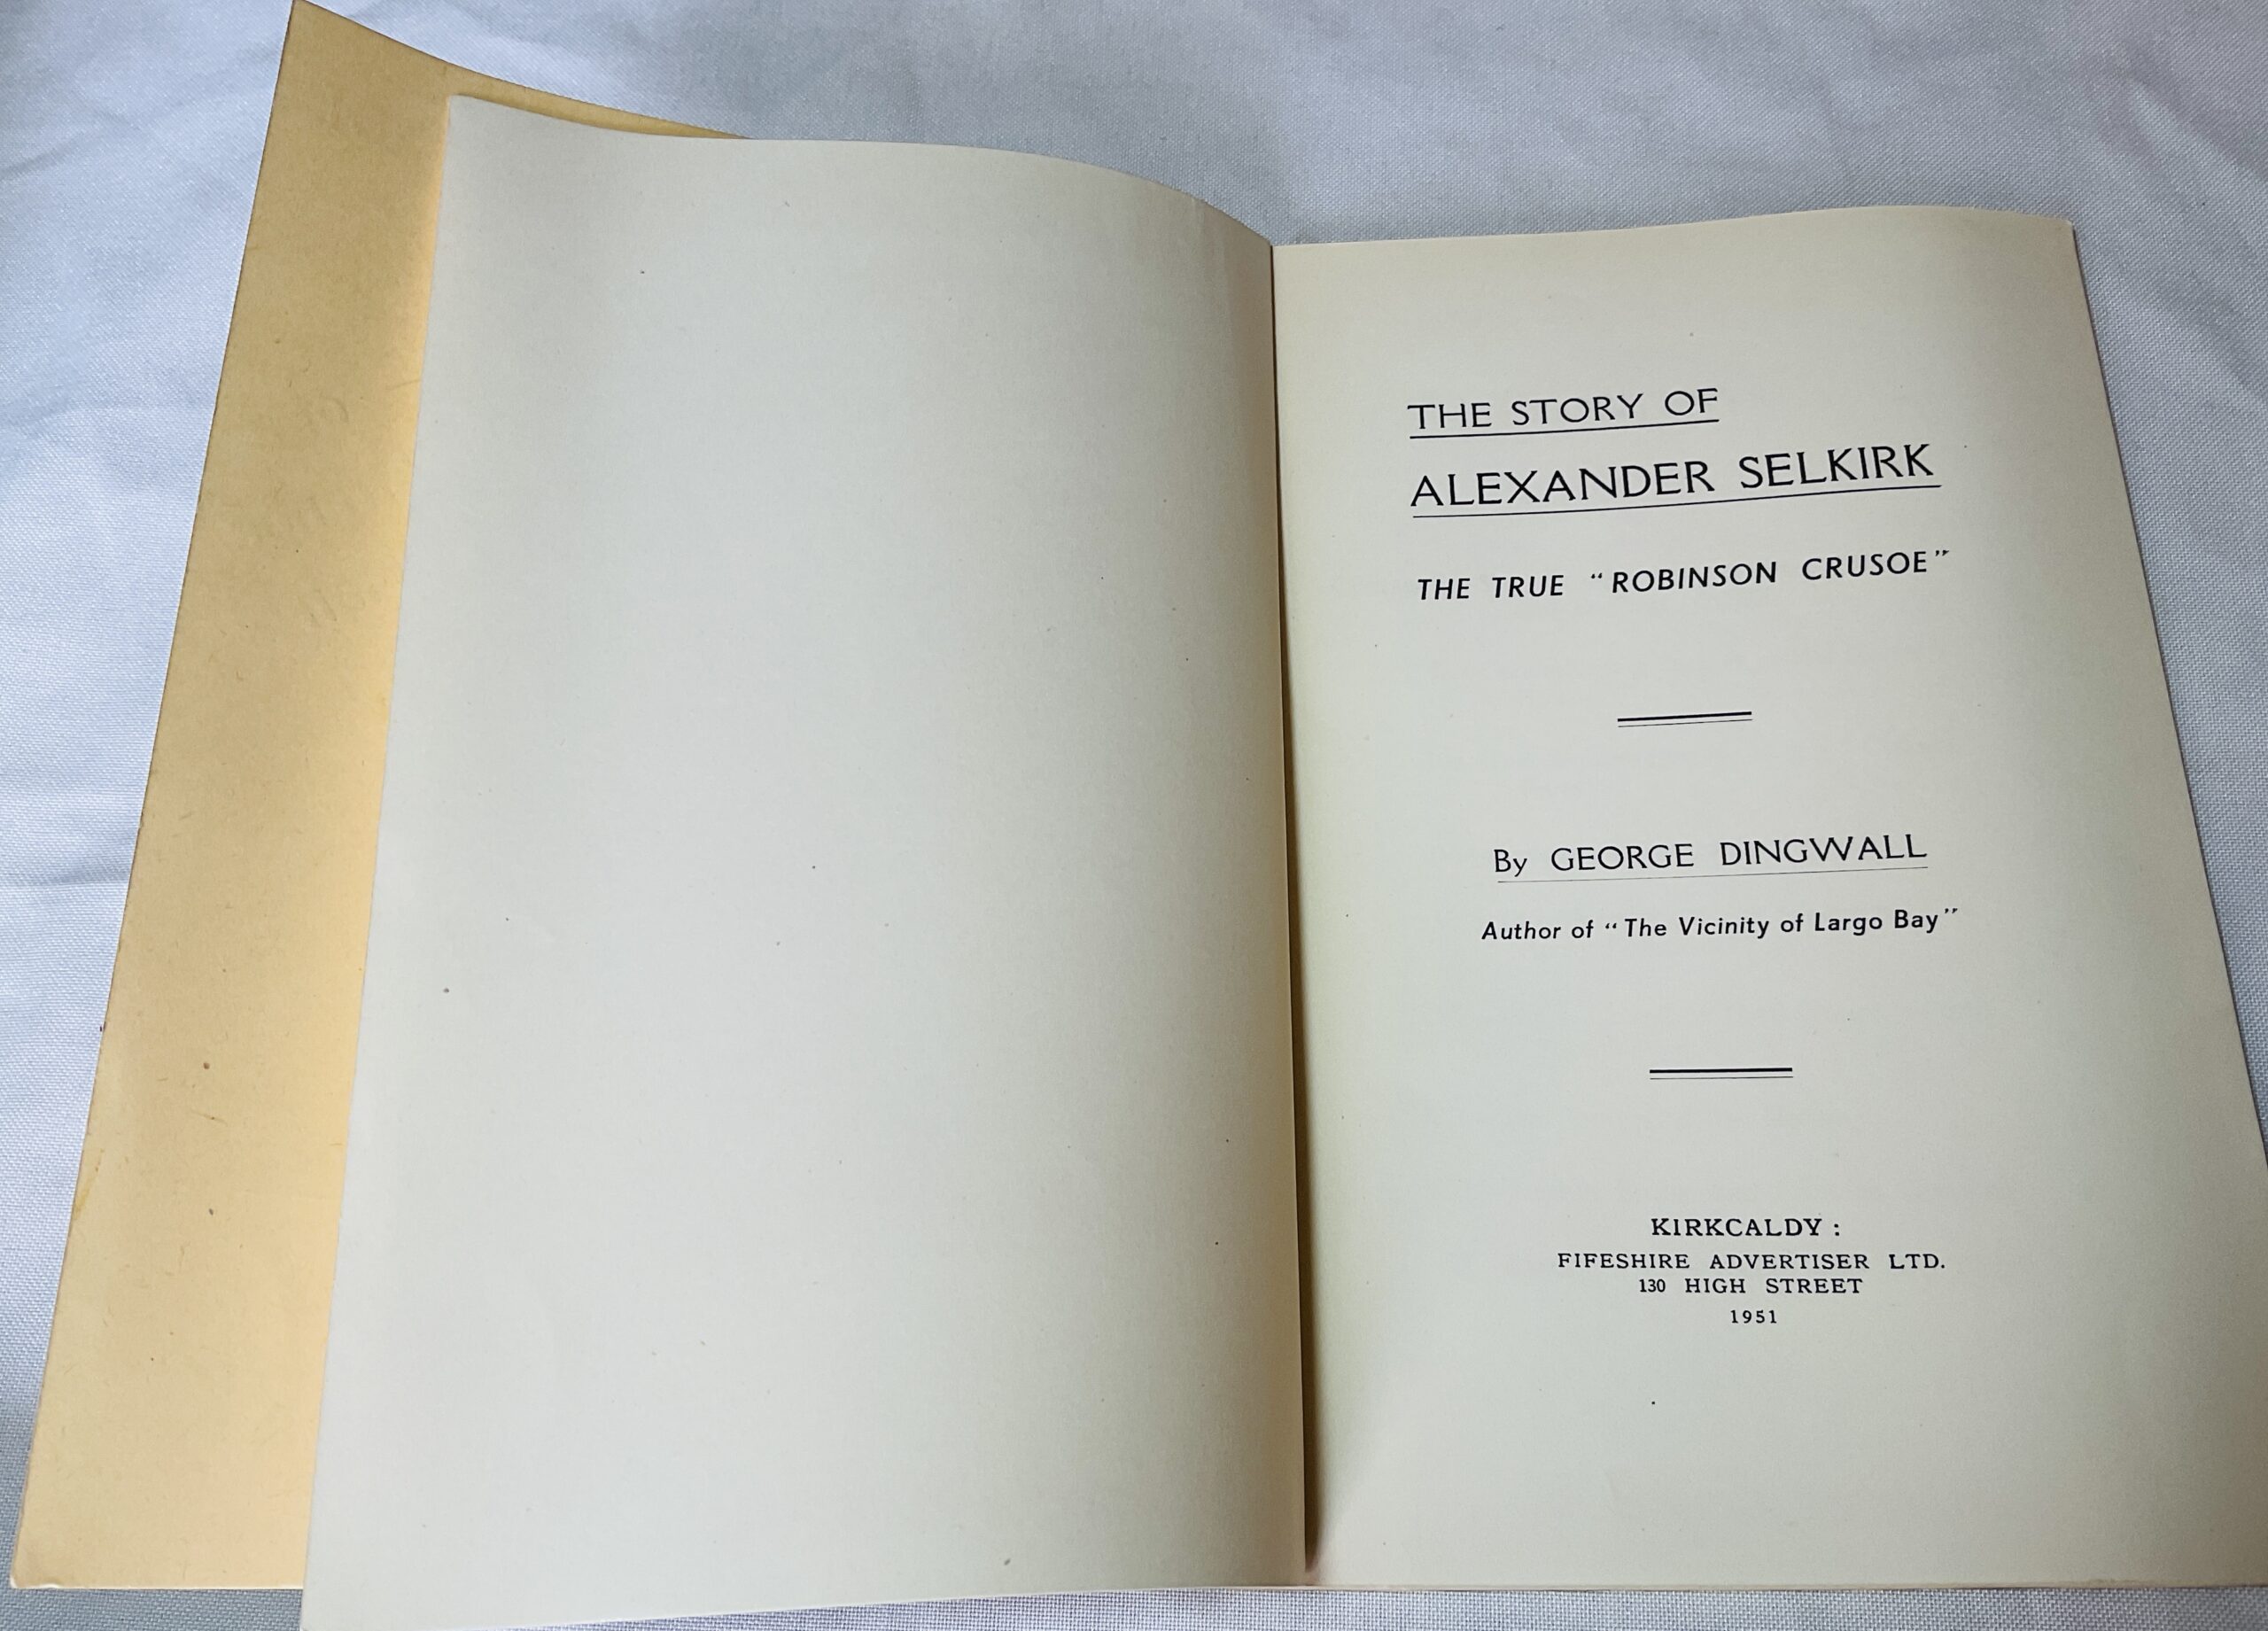 THE STORY OF
ALEXANDER SELKIRK
THE TRUE “ROBINSON CRUSOE”
By GEORGE DINGWALL
Author of “The Vicinity of Largo Bay”
KIRKCALDY :
FIFESHIRE ADVERTISER LTD.
130 HIGH STREET
1951